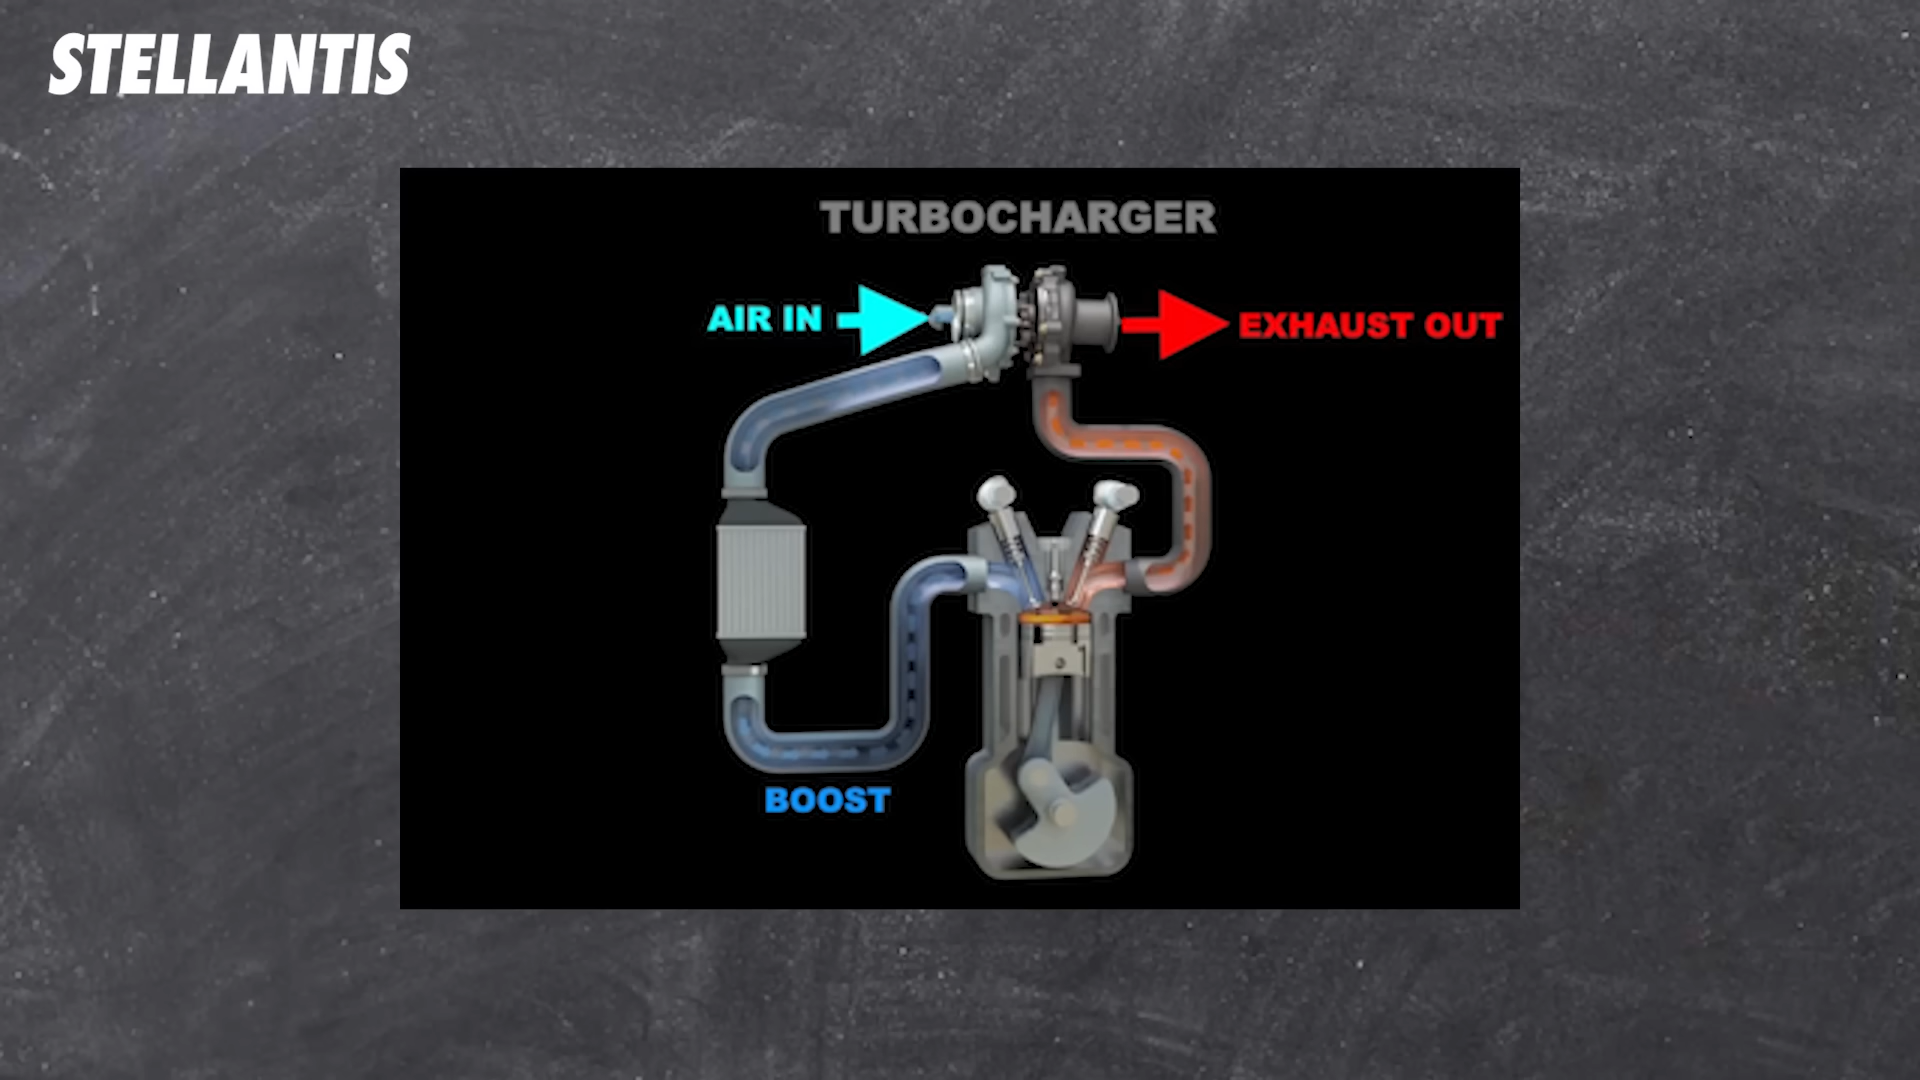 STELLANTIS
TURBOCHARGER
AIR IN
EXHAUST OUT
BOOST